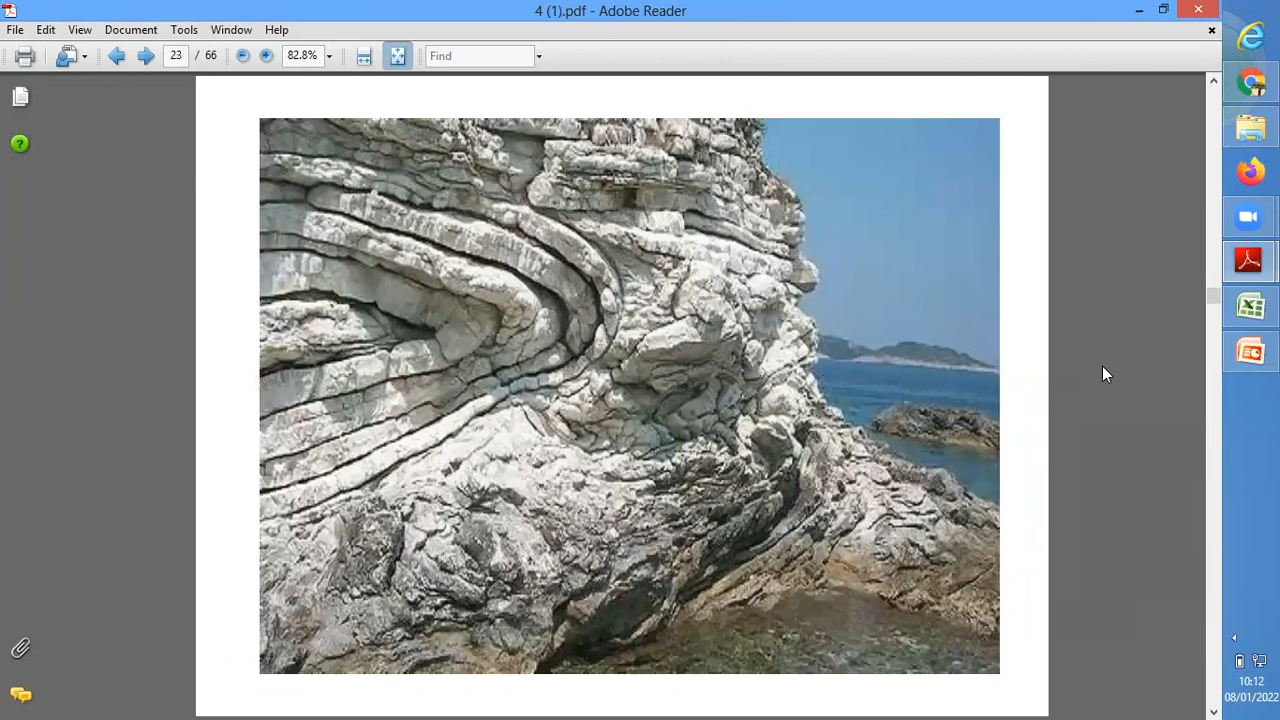 4 (1).pdf - Adobe Reader
File Edit View Document Tools Window Help
23 / 66 82.8% Find
10:12
08/01/2022